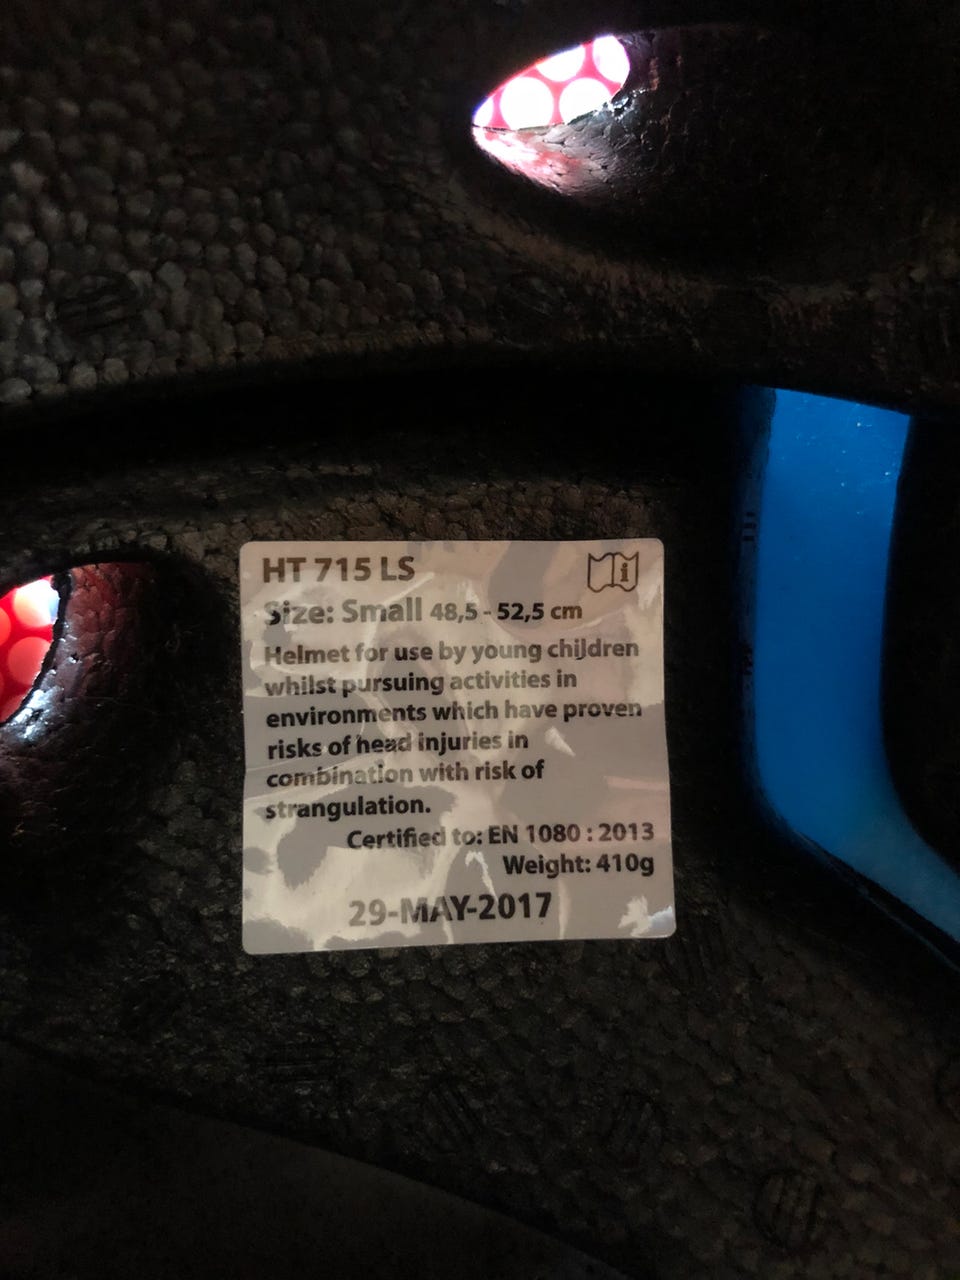 HT 715 LS
Size: Small 48,5 - 52,5 cm
Helmet for use by young children
whilst pursuing activities in
environments which have proven
risks of head injuries in
combination with risk of
strangulation.
Certified to: EN 1080 : 2013
Weight: 410g
29-MAY-2017